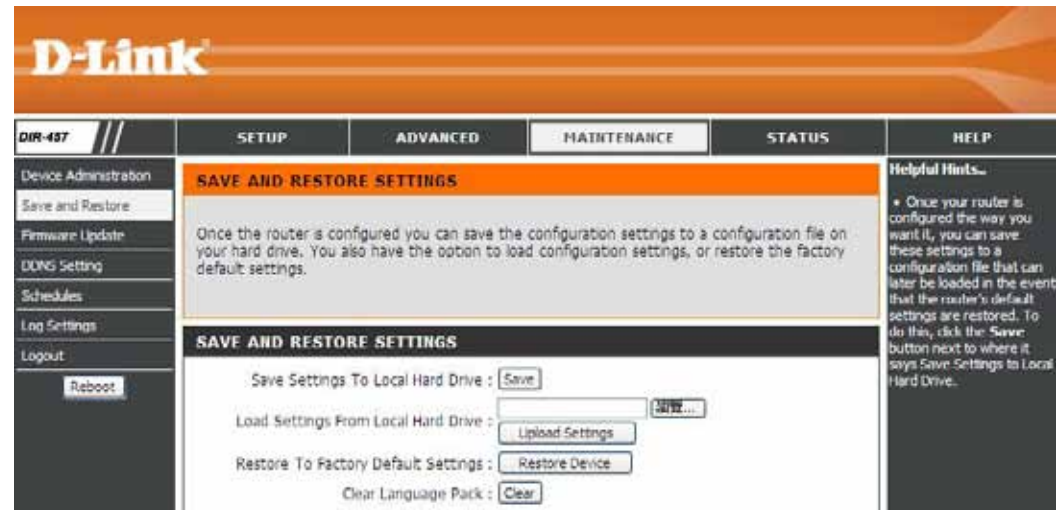 D-Link
DIR-457
SETUP
ADVANCED
MAINTENANCE
STATUS
HELP
Device Administration
Save and Restore
Firmware Update
DDNS Setting
Schedules
Log Settings
Logout
Reboot
SAVE AND RESTORE SETTINGS
Once the router is configured you can save the configuration settings to a configuration file on
your hard drive. You also have the option to load configuration settings, or restore the factory
default settings.
SAVE AND RESTORE SETTINGS
Save Settings To Local Hard Drive : Save
瀏覽...
Load Settings From Local Hard Drive :
Upload Settings
Restore To Factory Default Settings : Restore Device
Clear Language Pack : Clear
Helpful Hints..
• Once your router is
configured the way you
want it, you can save
these settings to a
configuration file that can
later be loaded in the event
that the router's default
settings are restored. To
do this, click the Save
button next to where it
says Save Settings to Local
Hard Drive.